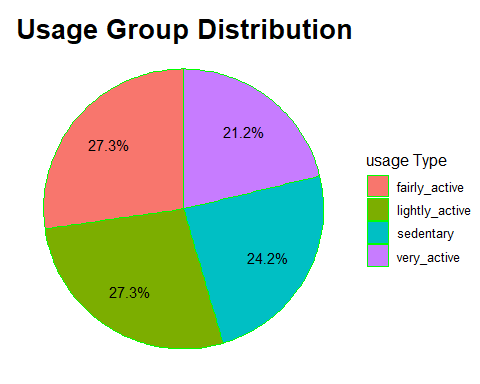 Usage Group Distribution
27.3%
21.2%
24.2%
27.3%
usage Type
fairly_active
lightly_active
sedentary
very_active